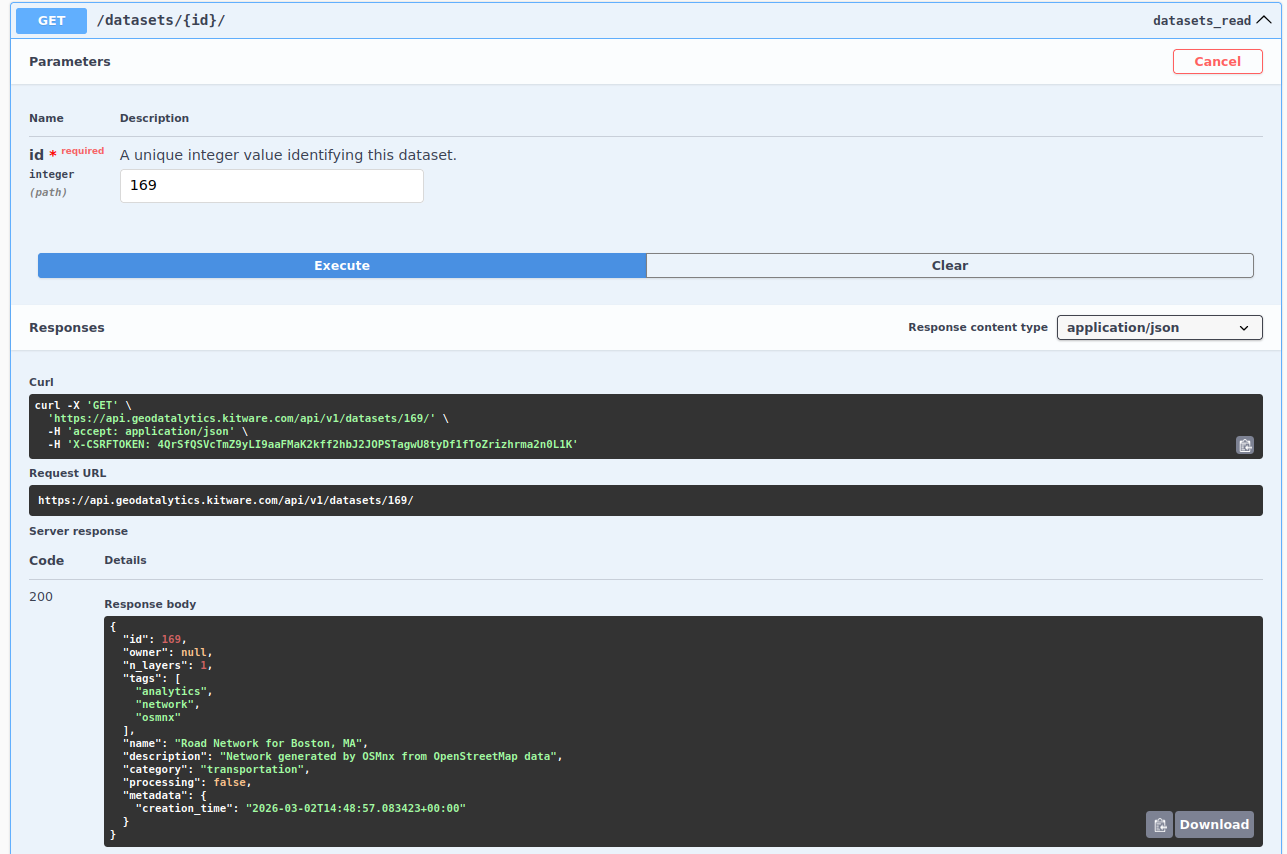 GET /datasets/{id}/ datasets_read
Parameters Cancel
Name Description
id * required A unique integer value identifying this dataset.
integer
(path)
169
Execute Clear
Responses Response content type application/json
Curl
curl -X 'GET' \
  'https://api.geodatalytics.kitware.com/api/v1/datasets/169/' \
  -H 'accept: application/json' \
  -H 'X-CSRFTOKEN: 4QrSfQSVcTmZ9yLI9aaFMaK2kff2hbJ2JOPSTagwU8tyDf1fToZrizhrma2n0L1K'
Request URL
https://api.geodatalytics.kitware.com/api/v1/datasets/169/
Server response
Code Details
200
Response body
{
  "id": 169,
  "owner": null,
  "n_layers": 1,
  "tags": [
    "analytics",
    "network",
    "osmnx"
  ],
  "name": "Road Network for Boston, MA",
  "description": "Network generated by OSMnx from OpenStreetMap data",
  "category": "transportation",
  "processing": false,
  "metadata": {
    "creation_time": "2026-03-02T14:48:57.083423+00:00"
  }
}
Download